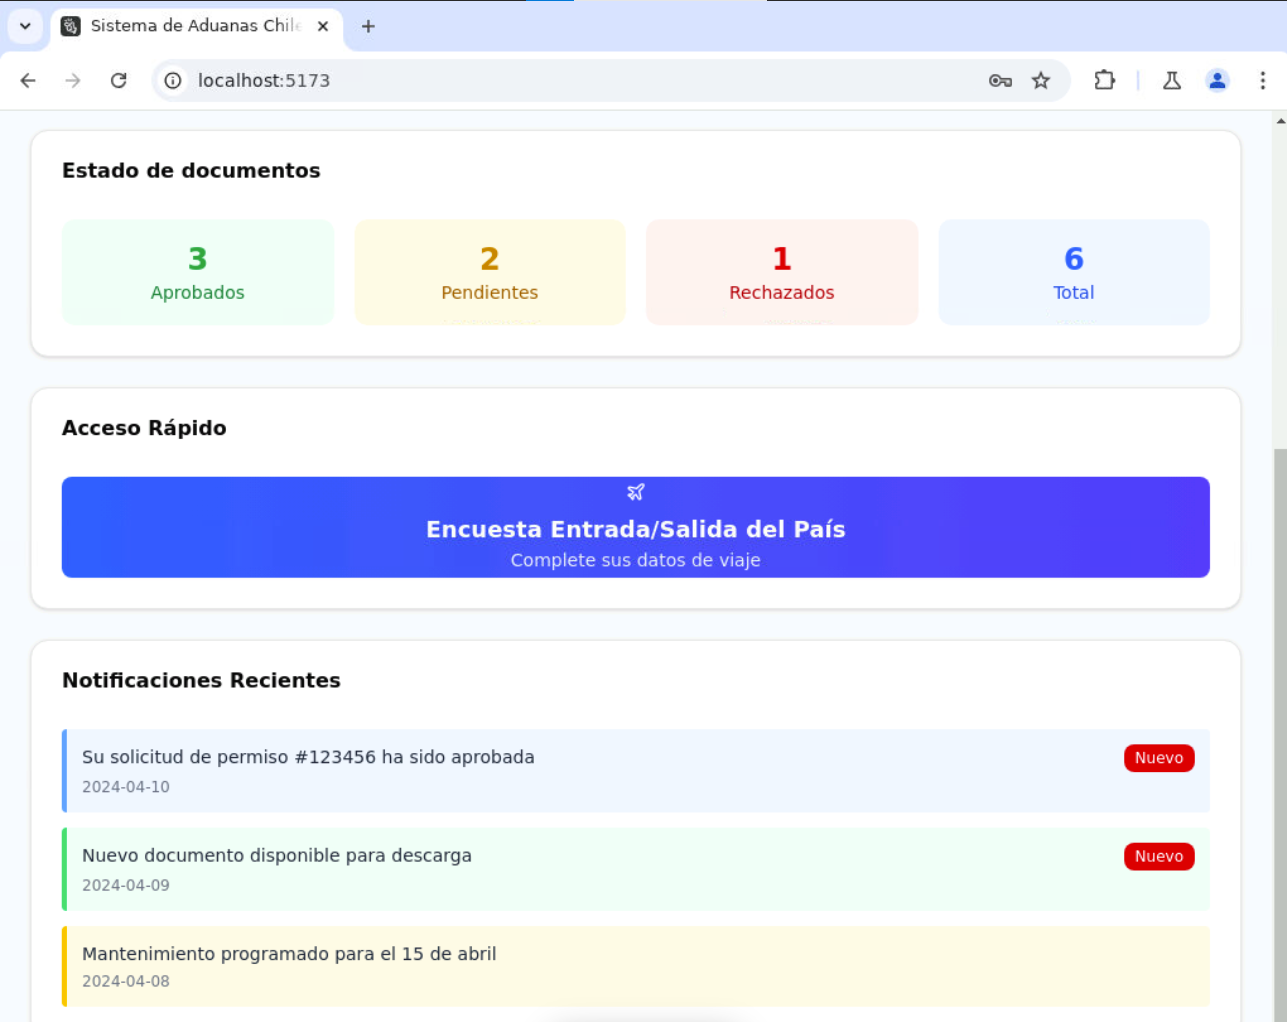 Sistema de Aduanas Chile
localhost:5173
Estado de documentos
3
Aprobados
2
Pendientes
1
Rechazados
6
Total
Acceso Rápido
Encuesta Entrada/Salida del País
Complete sus datos de viaje
Notificaciones Recientes
Su solicitud de permiso #123456 ha sido aprobada
Nuevo
2024-04-10
Nuevo documento disponible para descarga
Nuevo
2024-04-09
Mantenimiento programado para el 15 de abril
2024-04-08